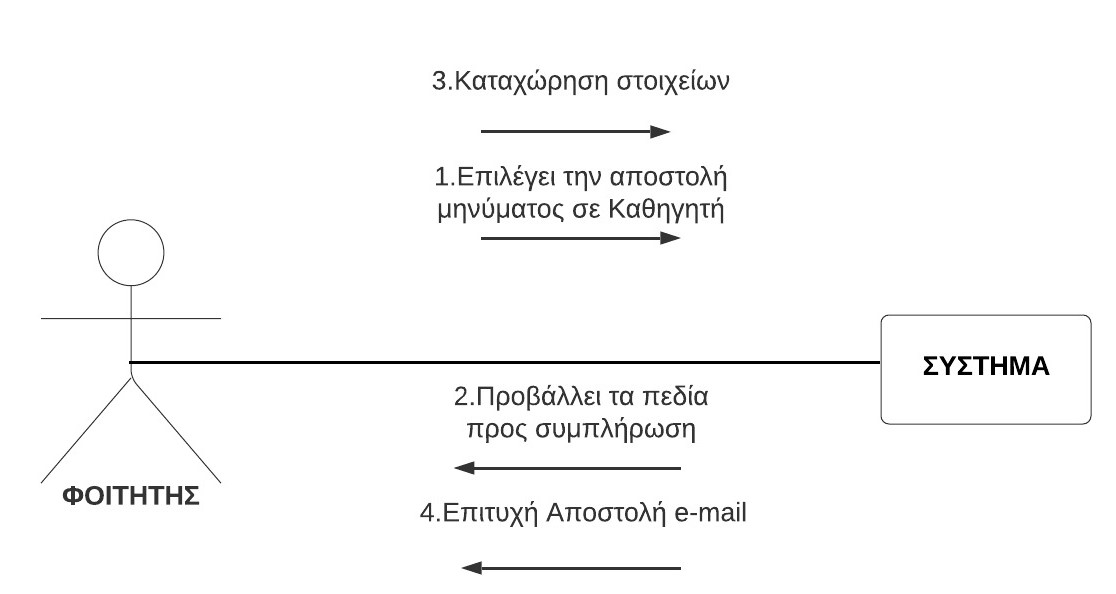 3.Καταχώρηση στοιχείων
1.Επιλέγει την αποστολή
μηνύματος σε Καθηγητή
ΣΥΣΤΗΜΑ
2.Προβάλλει τα πεδία
προς συμπλήρωση
ΦΟΙΤΗΤΗΣ
4.Επιτυχή Αποστολή e-mail